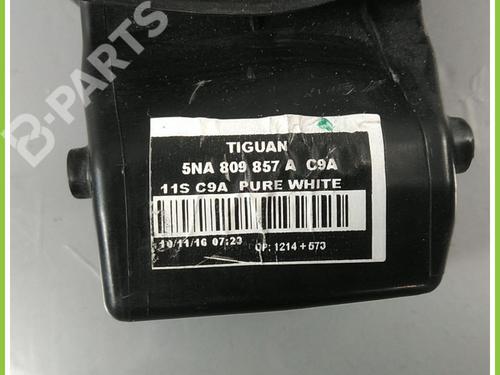 B-PARTS
TIGUAN
5NA 809 857 A C9A
11S C9A PURE WHITE
10/11/16 07:23 OP: 1214 + 573